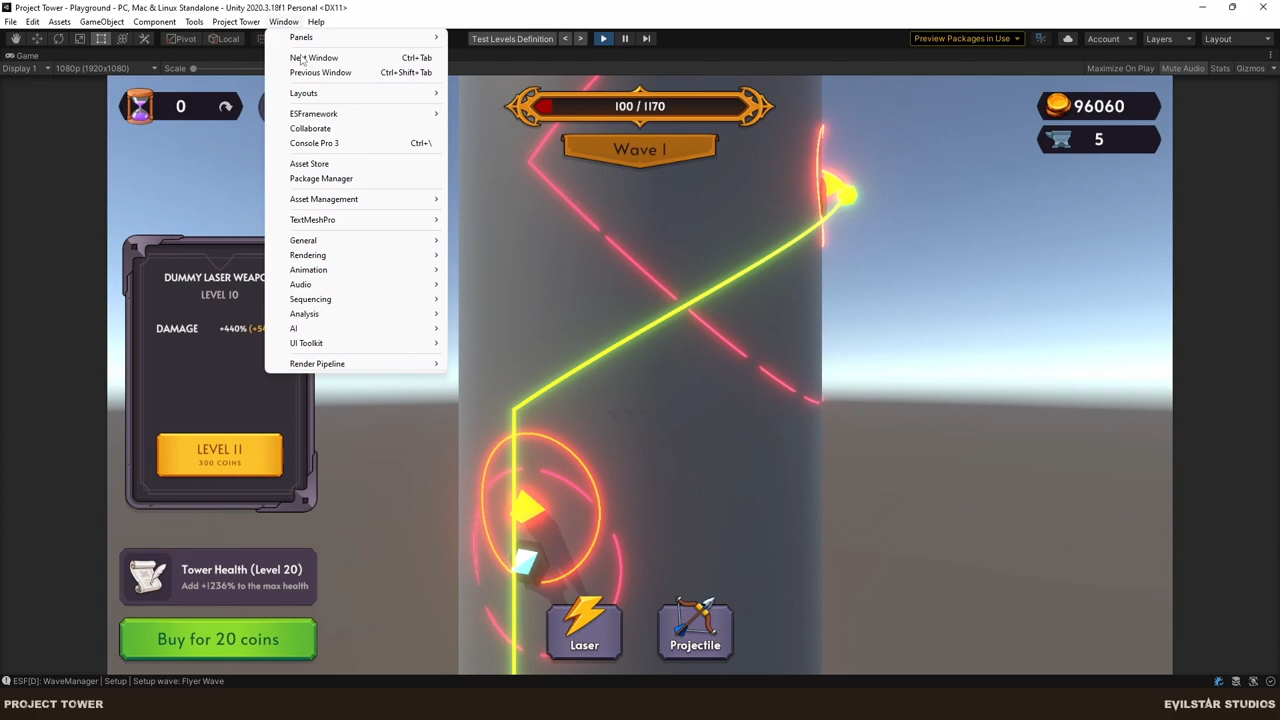 Project Tower - Playground - PC, Mac & Linux Standalone - Unity 2020.3.18f1 Personal <DX11>
File Edit Assets GameObject Component Tools Project Tower Window Help
Pivot Local Test Levels Definition < > Preview Packages in Use Account Layers Layout
Game
Display 1 1080p (1920x1080) Scale Maximize On Play Mute Audio Stats Gizmos
Panels
Next Window Ctrl+Tab
Previous Window Ctrl+Shift+Tab
Layouts
ESFramework
Collaborate
Console Pro 3 Ctrl+\
Asset Store
Package Manager
Asset Management
TextMeshPro
General
Rendering
Animation
Audio
Sequencing
Analysis
AI
UI Toolkit
Render Pipeline
0
100 / 1170
Wave 1
96060
5
DUMMY LASER WEAPO
LEVEL 10
DAMAGE +440%
LEVEL 11
300 COINS
Tower Health (Level 20)
Add +1236% to the max health
Buy for 20 coins
Laser
Projectile
ESF[D]: WaveManager | Setup | Setup wave: Flyer Wave
PROJECT TOWER
EVILSTAR STUDIOS